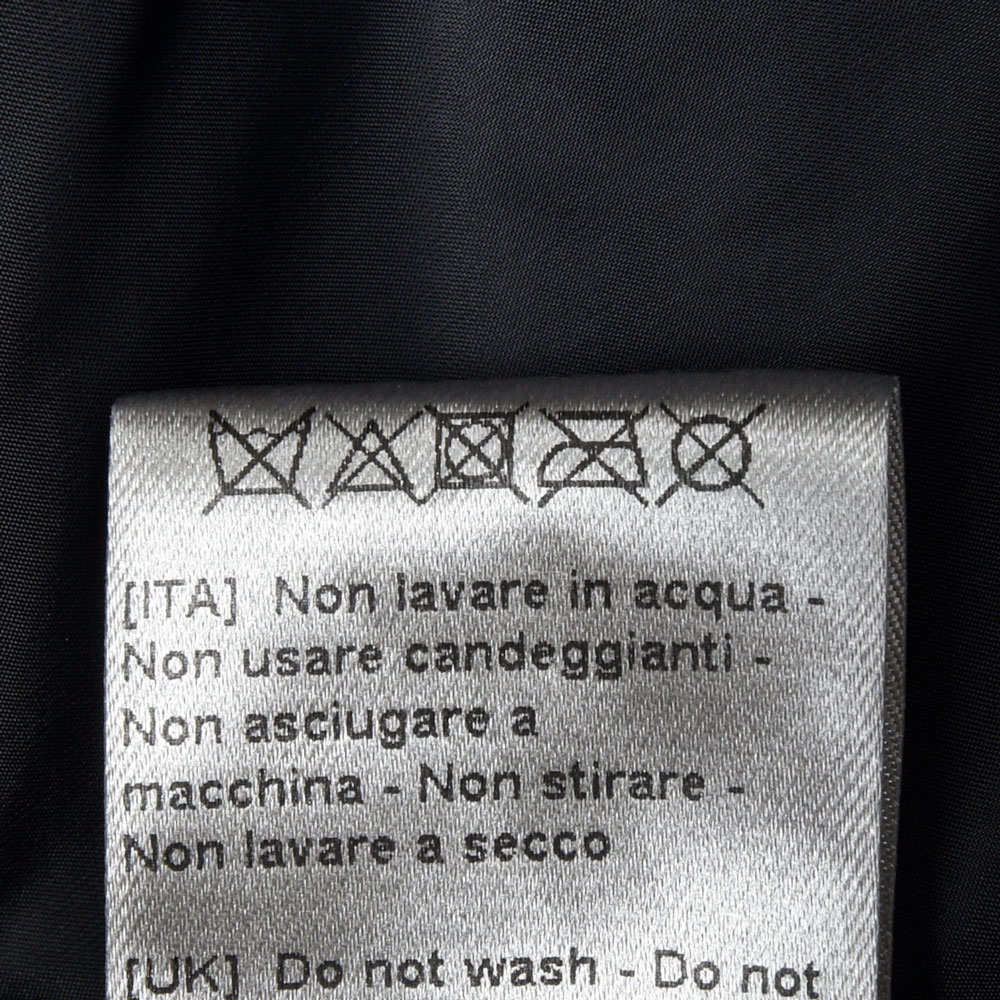 [ITA] Non lavare in acqua -
Non usare candeggianti -
Non asciugare a
macchina - Non stirare -
Non lavare a secco
[UK] Do not wash - Do not